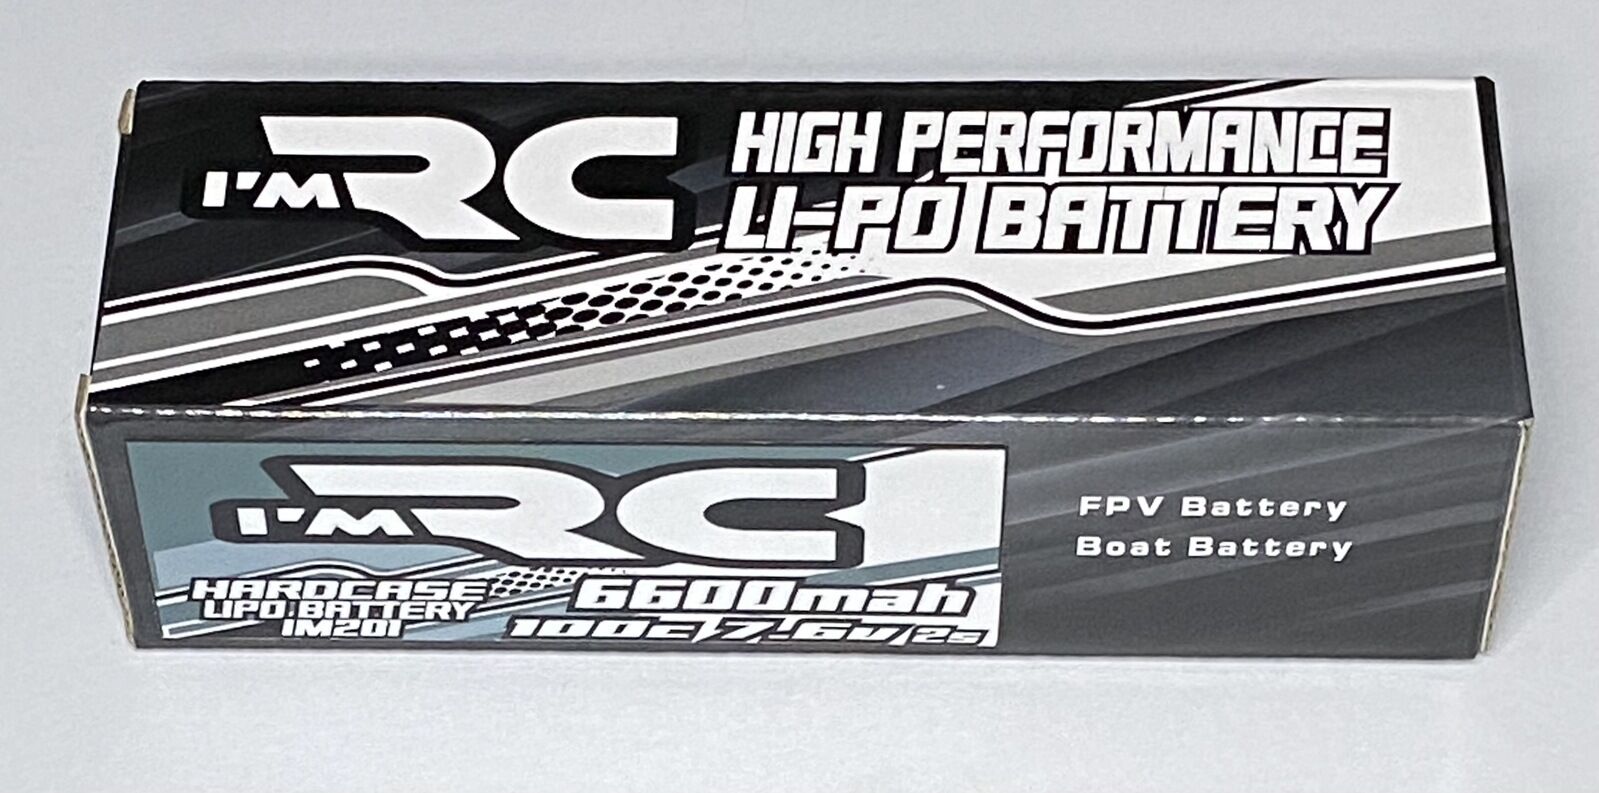 I'M RC
HIGH PERFORMANCE
LI-PO BATTERY
I'M RC
HARDCASE
LIPO BATTERY
IM201
6600mah
100c/7.6v/2s
FPV Battery
Boat Battery